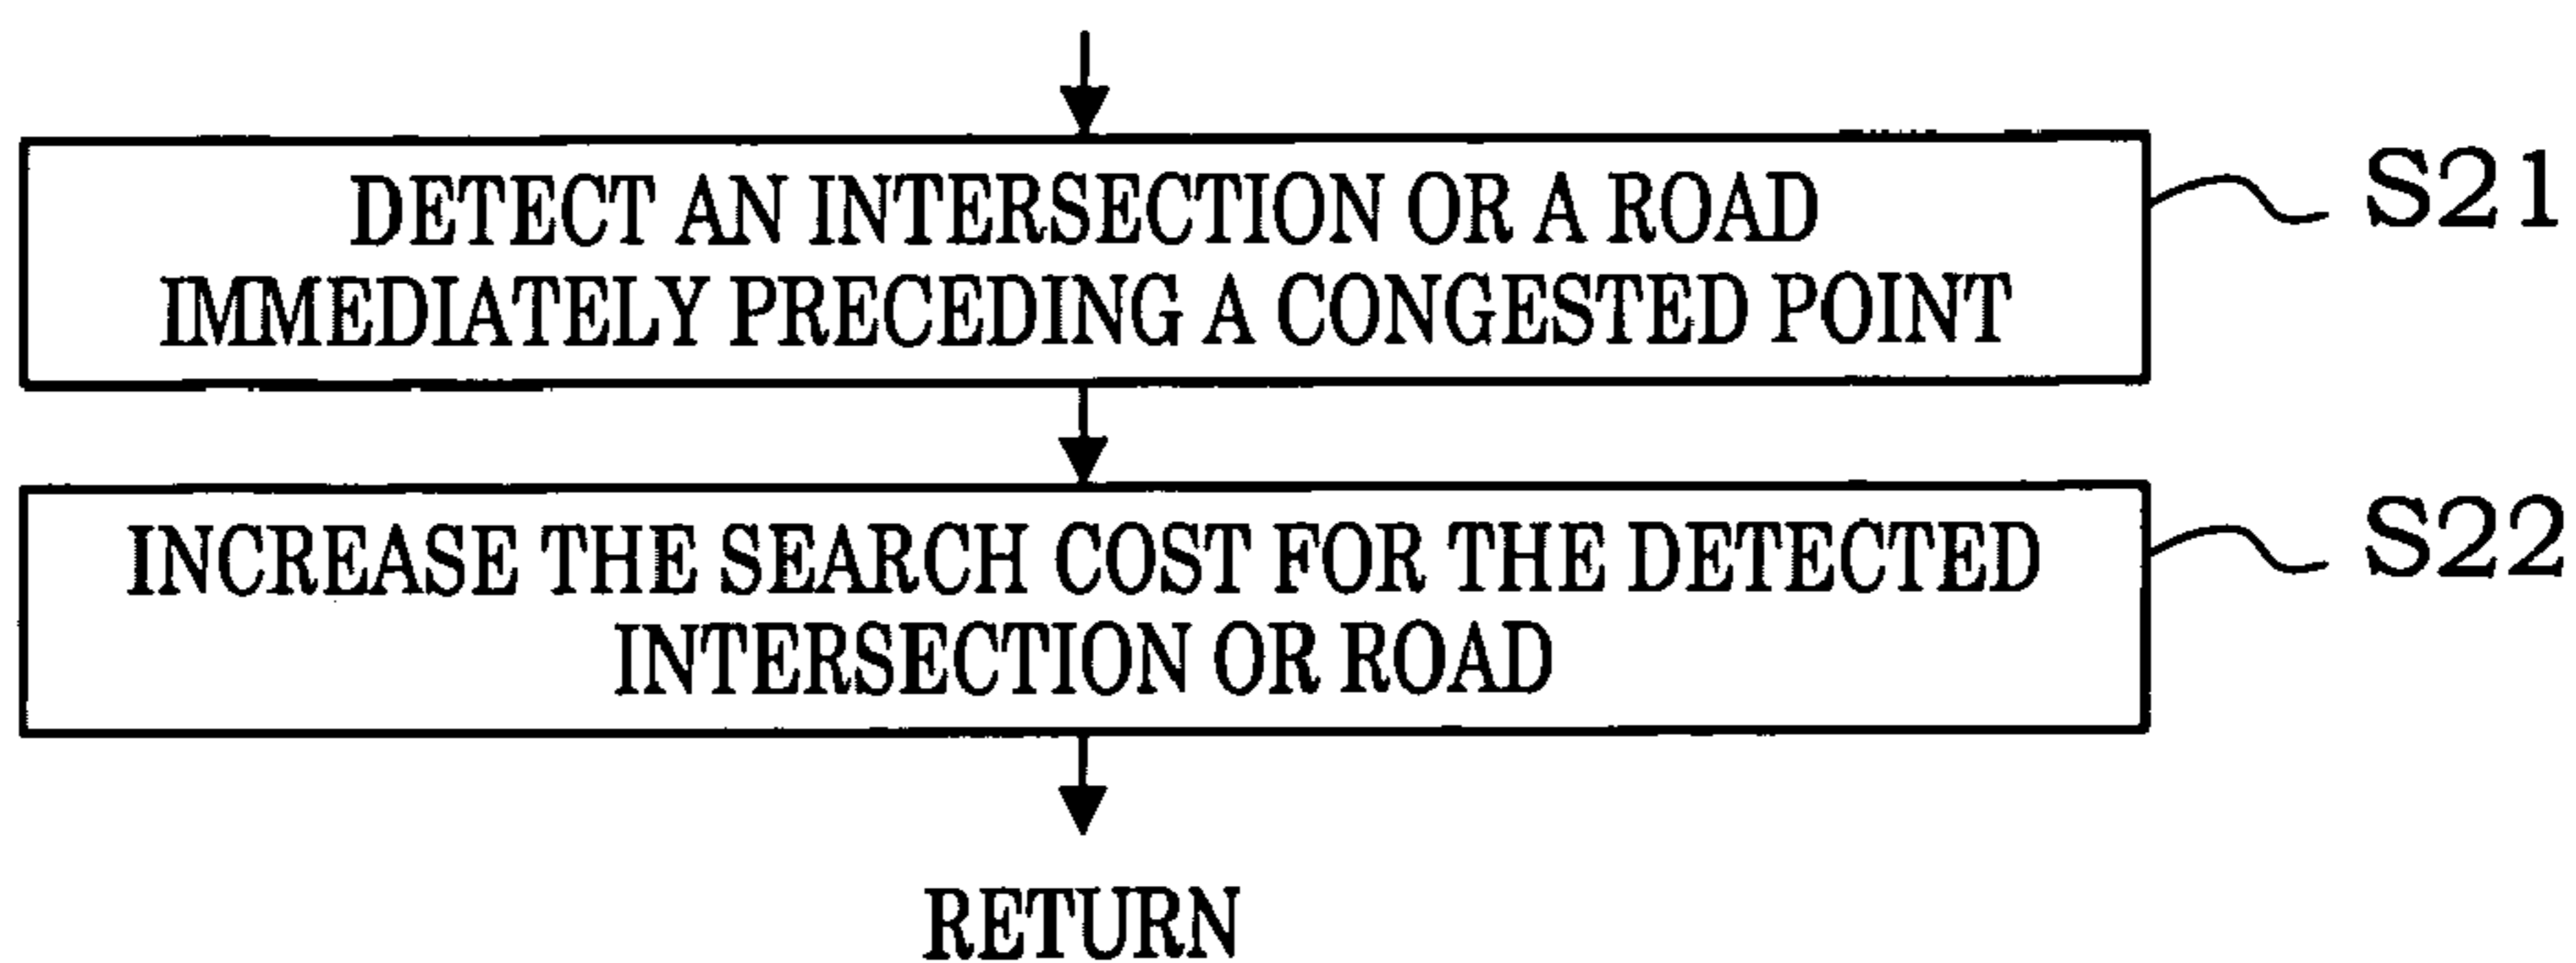 DETECT AN INTERSECTION OR A ROAD
IMMEDIATELY PRECEDING A CONGESTED POINT
S21
INCREASE THE SEARCH COST FOR THE DETECTED
INTERSECTION OR ROAD
S22
RETURN